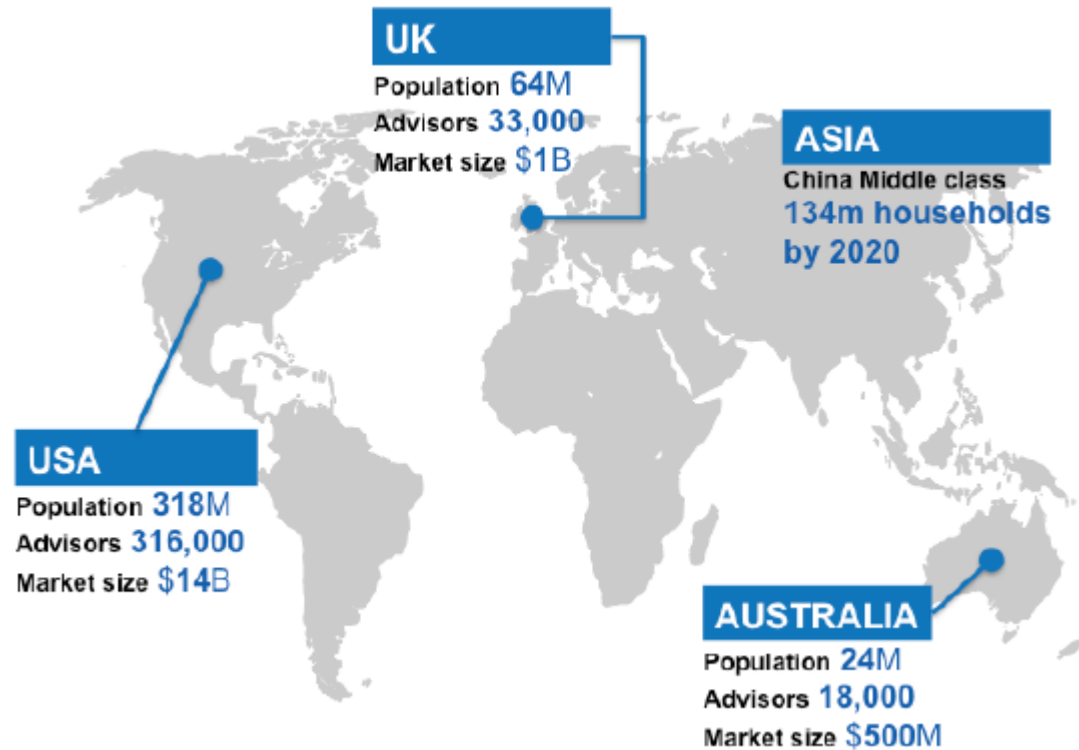 UK
Population 64M
Advisors 33,000
Market size $1B
ASIA
China Middle class
134m households
by 2020
USA
Population 318M
Advisors 316,000
Market size $14B
AUSTRALIA
Population 24M
Advisors 18,000
Market size $500M